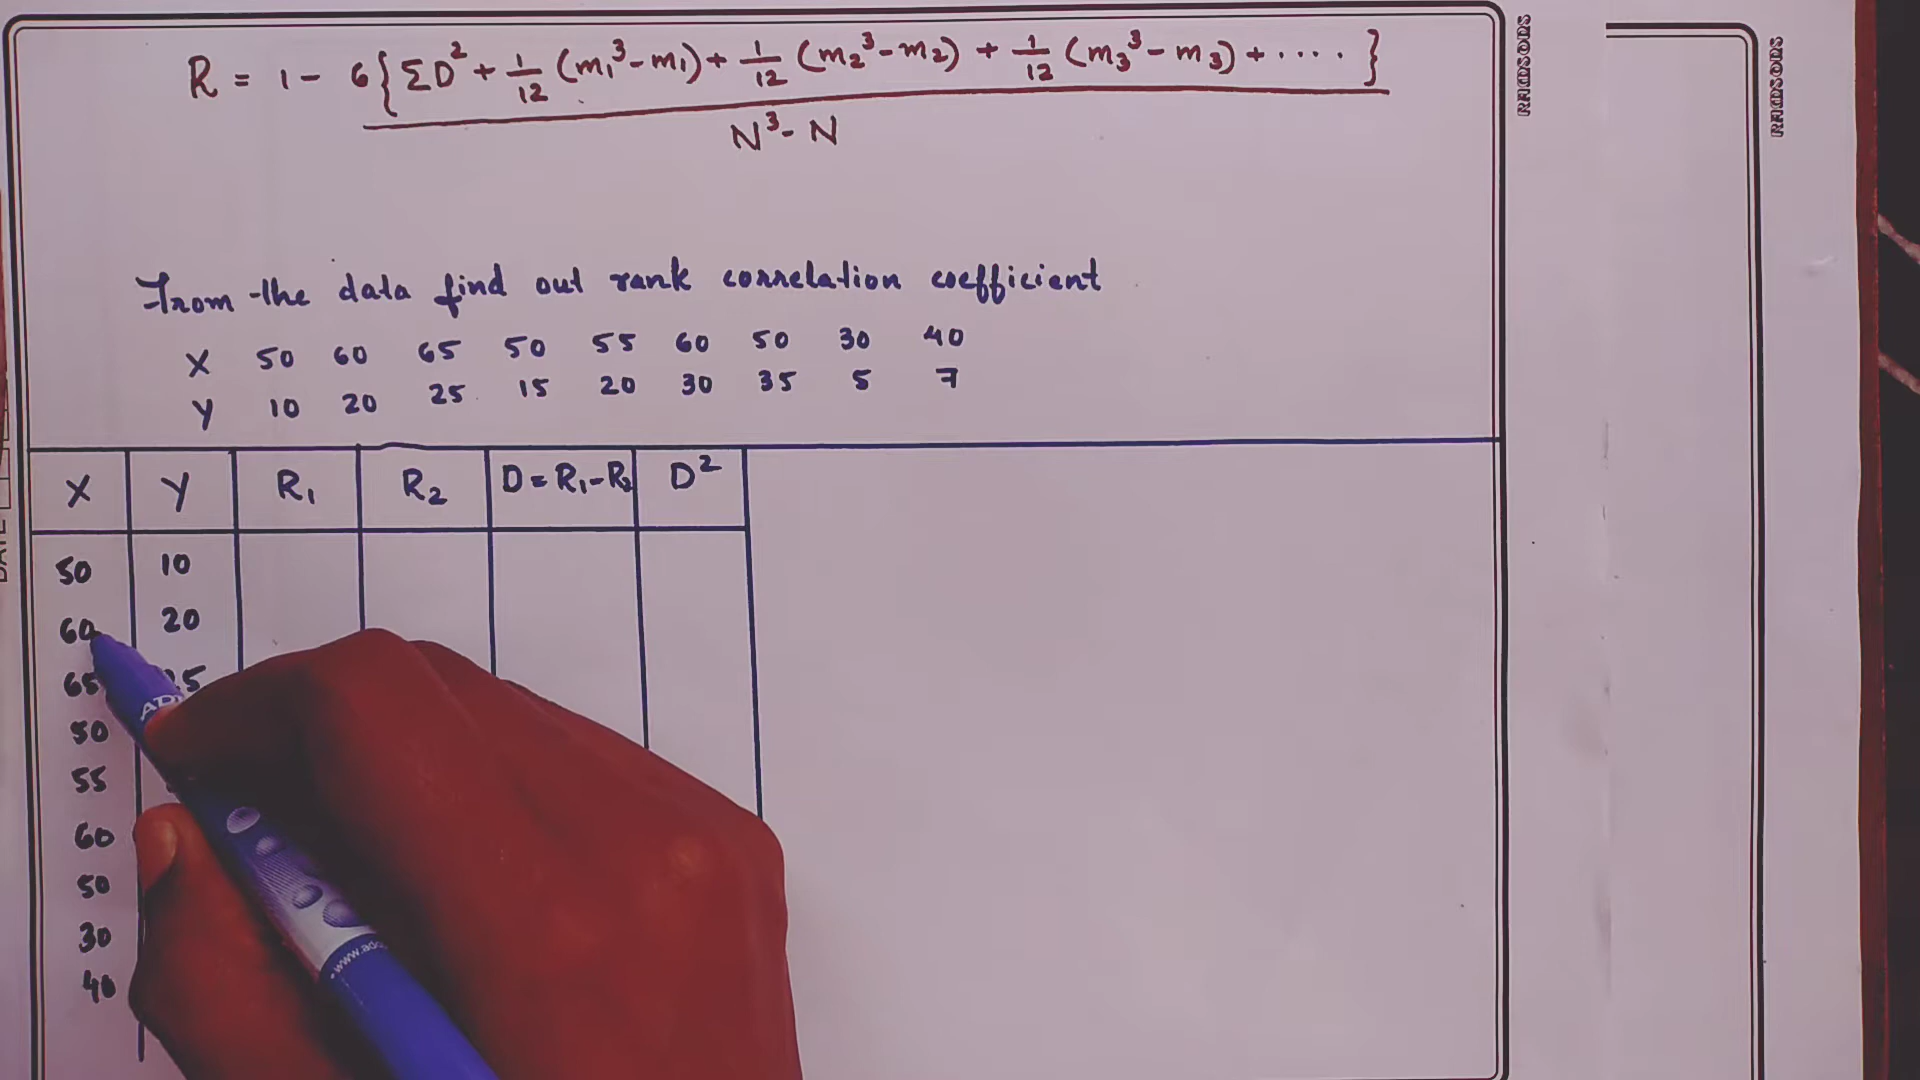 R = 1 - 6{ΣD² + 1/12 (m₁³ - m₁) + 1/12 (m₂³ - m₂) + 1/12 (m₃³ - m₃) + ....}
N³ - N
From the data find out rank correlation coefficient
X 50 60 65 50 55 60 50 30 40
Y 10 20 25 15 20 30 35 5 7
X Y R₁ R₂ D = R₁ - R₂ D²
50 10
60 20
65
50
55
60
50
30
40
RAMSONS
RAMSONS